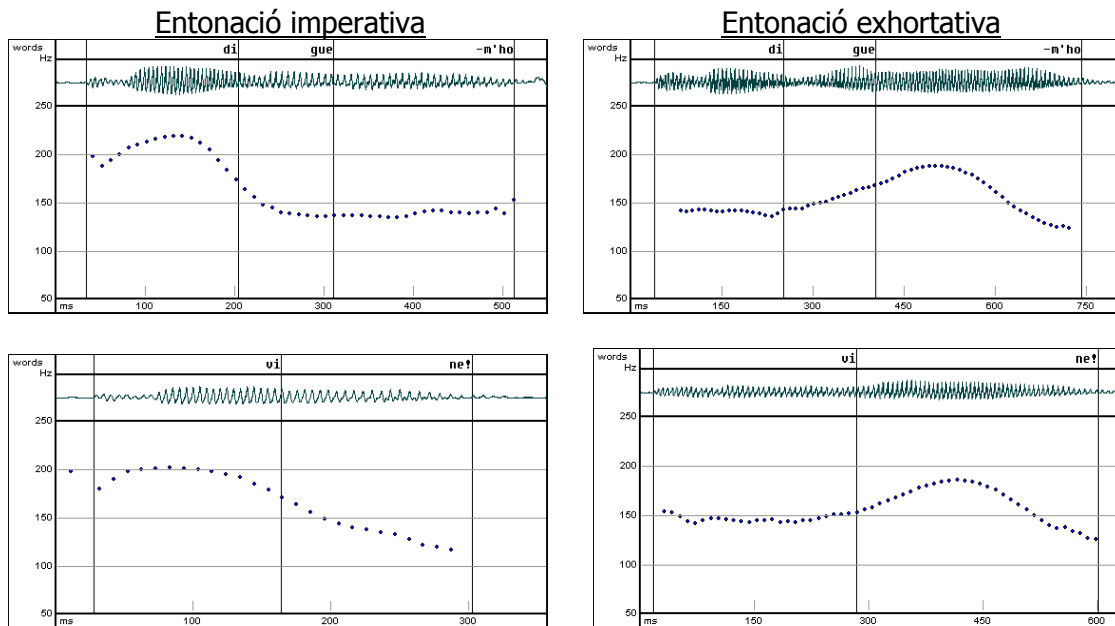 Entonació imperativa
Entonació exhortativa
words di gue -m'ho
Hz
250
200
150
100
50
ms 100 200 300 400 500
words di gue -m'ho
Hz
250
200
150
100
50
ms 150 300 450 600 750
words vi ne!
Hz
250
200
150
100
50
ms 100 200 300
words vi ne!
Hz
250
200
150
100
50
ms 150 300 450 600